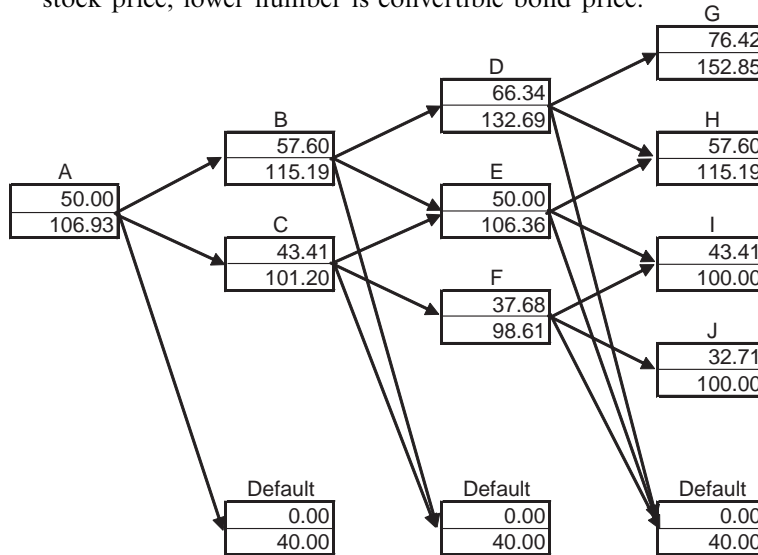 stock price; lower number is convertible bond price.
G
76.42
152.85
D
66.34
132.69
B
57.60
115.19
H
57.60
115.19
A
50.00
106.93
E
50.00
106.36
C
43.41
101.20
I
43.41
100.00
F
37.68
98.61
J
32.71
100.00
Default
0.00
40.00
Default
0.00
40.00
Default
0.00
40.00